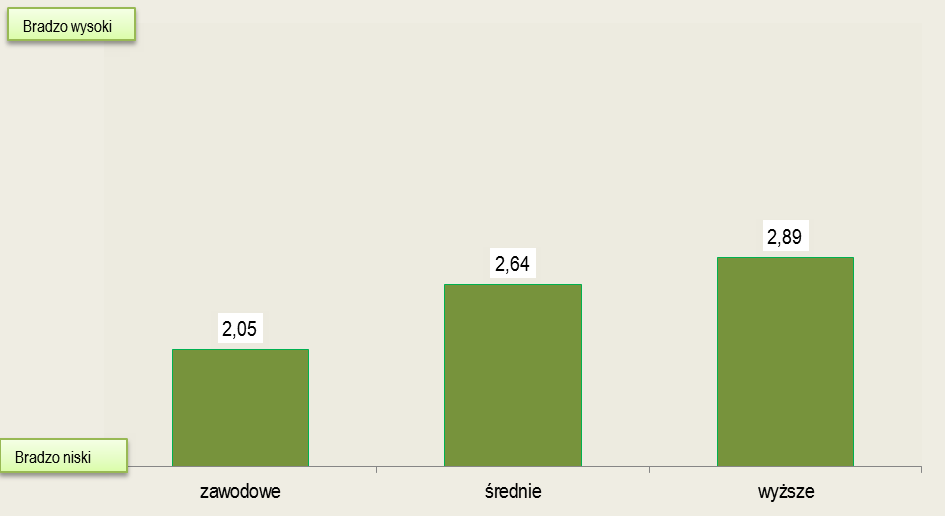 Bradzo wysoki
2,89
2,64
2,05
Bradzo niski
zawodowe średnie wyższe